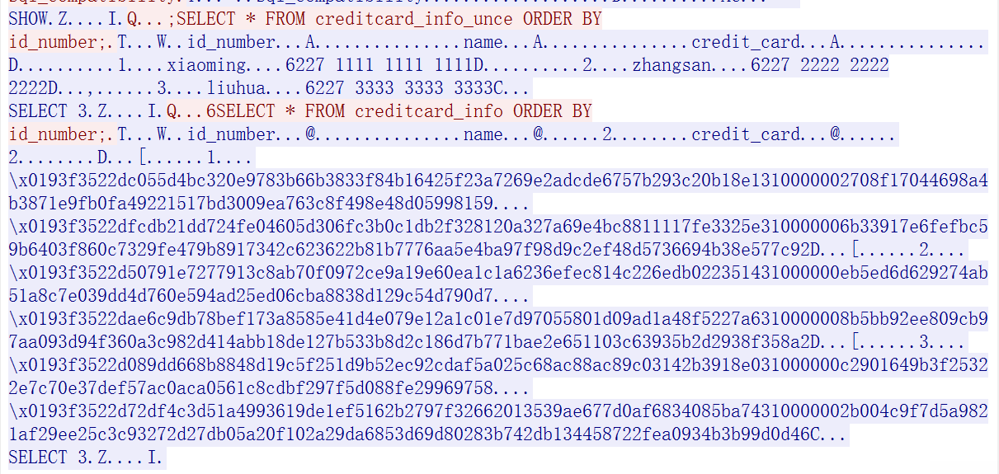 SHOW.Z....I.Q...;SELECT * FROM creditcard_info_unce ORDER BY
id_number;.T...W..id_number...A...............name...A...............credit_card...A...............
D..........1....xiaoming....6227 1111 1111 1111D..........2....zhangsan....6227 2222 2222
2222D...,......3....liuhua....6227 3333 3333 3333C...
SELECT 3.Z....I.Q...6SELECT * FROM creditcard_info ORDER BY
id_number;.T...W..id_number...@...............name...@......2........credit_card...@......
2........D...[......1....
\x0193f3522dc055d4bc320e9783b66b3833f84b16425f23a7269e2adcde6757b293c20b18e1310000002708f17044698a4
b3871e9fb0fa49221517bd3009ea763c8f498e48d05998159....
\x0193f3522dfcdb21dd724fe04605d306fc3b0c1db2f328120a327a69e4bc8811117fe3325e310000006b33917e6fefbc5
9b6403f860c7329fe479b8917342c623622b81b7776aa5e4ba97f98d9c2ef48d5736694b38e577c92D...[......2....
\x0193f3522d50791e7277913c8ab70f0972ce9a19e60ea1c1a6236efec814c226edb022351431000000eb5ed6d629274ab
51a8c7e039dd4d760e594ad25ed06cba8838d129c54d790d7....
\x0193f3522dae6c9db78bef173a8585e41d4e079e12a1c01e7d97055801d09ad1a48f5227a6310000008b5bb92ee809cb9
7aa093d94f360a3c982d414abb18de127b533b8d2c186d7b771bae2e651103c63935b2d2938f358a2D...[......3....
\x0193f3522d089dd668b8848d19c5f251d9b52ec92cdaf5a025c68ac88ac89c03142b3918e031000000c2901649b3f2532
2e7c70e37def57ac0aca0561c8cdbf297f5d088fe29969758....
\x0193f3522d72df4c3d51a4993619de1ef5162b2797f32662013539ae677d0af6834085ba74310000002b004c9f7d5a982
1af29ee25c3c93272d27db05a20f102a29da6853d69d80283b742db134458722fea0934b3b99d0d46C...
SELECT 3.Z....I.